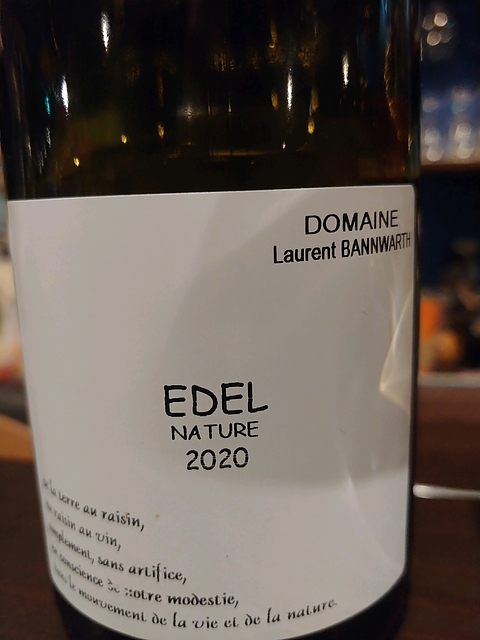 DOMAINE
Laurent BANNWARTH
EDEL
NATURE
2020
la terre au raisin,
raisin au vin,
simplement, sans artifice,
conscience de notre modestie,
le mouvement de la vie et de la nature.